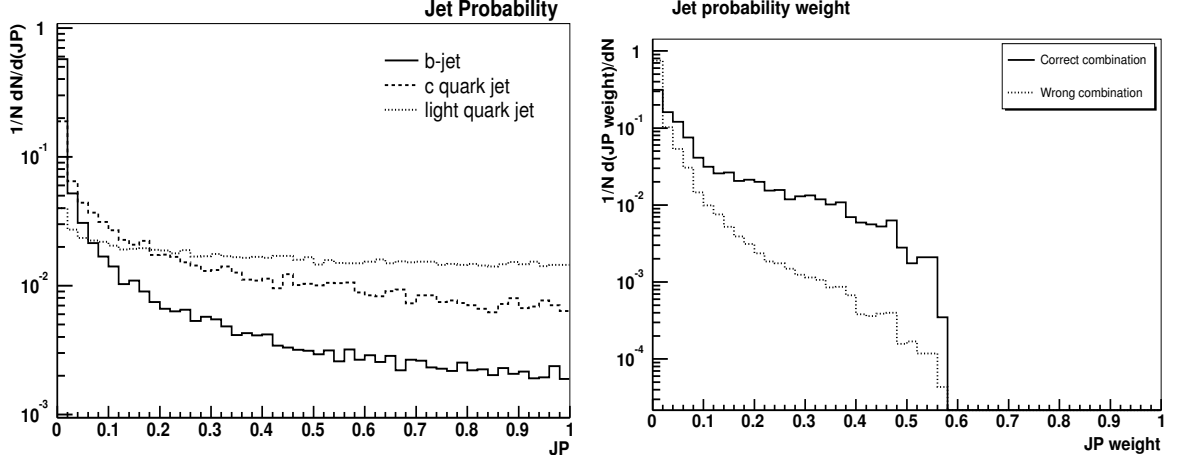 Jet Probability
1/N dN/d(JP)
1
10-1
10-2
10-3
b-jet
c quark jet
light quark jet
0 0.1 0.2 0.3 0.4 0.5 0.6 0.7 0.8 0.9 1
JP
Jet probability weight
1/N d(JP weight)/dN
1
10-1
10-2
10-3
10-4
Correct combination
Wrong combination
0 0.1 0.2 0.3 0.4 0.5 0.6 0.7 0.8 0.9 1
JP weight